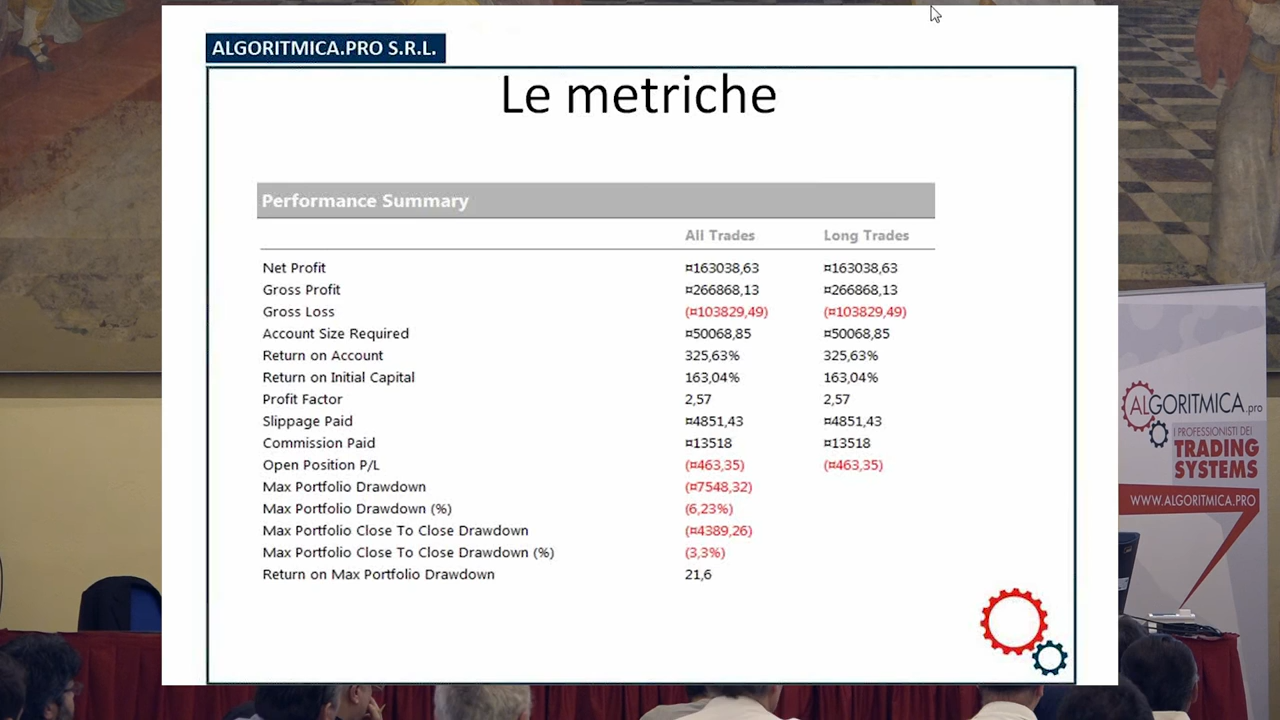 ALGORITMICA.PRO S.R.L.
Le metriche
Performance Summary
All Trades Long Trades
Net Profit ¤163038,63 ¤163038,63
Gross Profit ¤266868,13 ¤266868,13
Gross Loss (¤103829,49) (¤103829,49)
Account Size Required ¤50068,85 ¤50068,85
Return on Account 325,63% 325,63%
Return on Initial Capital 163,04% 163,04%
Profit Factor 2,57 2,57
Slippage Paid ¤4851,43 ¤4851,43
Commission Paid ¤13518 ¤13518
Open Position P/L (¤463,35) (¤463,35)
Max Portfolio Drawdown (¤7548,32)
Max Portfolio Drawdown (%) (6,23%)
Max Portfolio Close To Close Drawdown (¤4389,26)
Max Portfolio Close To Close Drawdown (%) (3,3%)
Return on Max Portfolio Drawdown 21,6
ALGORITMICA.pro
I PROFESSIONISTI DEI
TRADING
SYSTEMS
WWW.ALGORITMICA.PRO